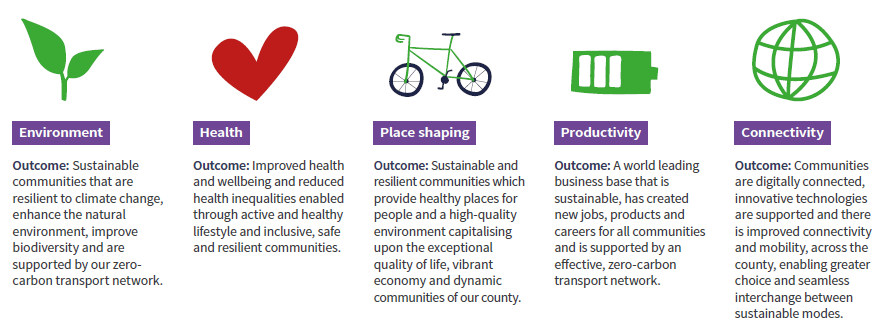 Environment
Outcome: Sustainable
communities that are
resilient to climate change,
enhance the natural
environment, improve
biodiversity and are
supported by our zero-
carbon transport network.
Health
Outcome: Improved health
and wellbeing and reduced
health inequalities enabled
through active and healthy
lifestyle and inclusive, safe
and resilient communities.
Place shaping
Outcome: Sustainable and
resilient communities which
provide healthy places for
people and a high-quality
environment capitalising
upon the exceptional
quality of life, vibrant
economy and dynamic
communities of our county.
Productivity
Outcome: A world leading
business base that is
sustainable, has created
new jobs, products and
careers for all communities
and is supported by an
effective, zero-carbon
transport network.
Connectivity
Outcome: Communities
are digitally connected,
innovative technologies
are supported and there
is improved connectivity
and mobility, across the
county, enabling greater
choice and seamless
interchange between
sustainable modes.